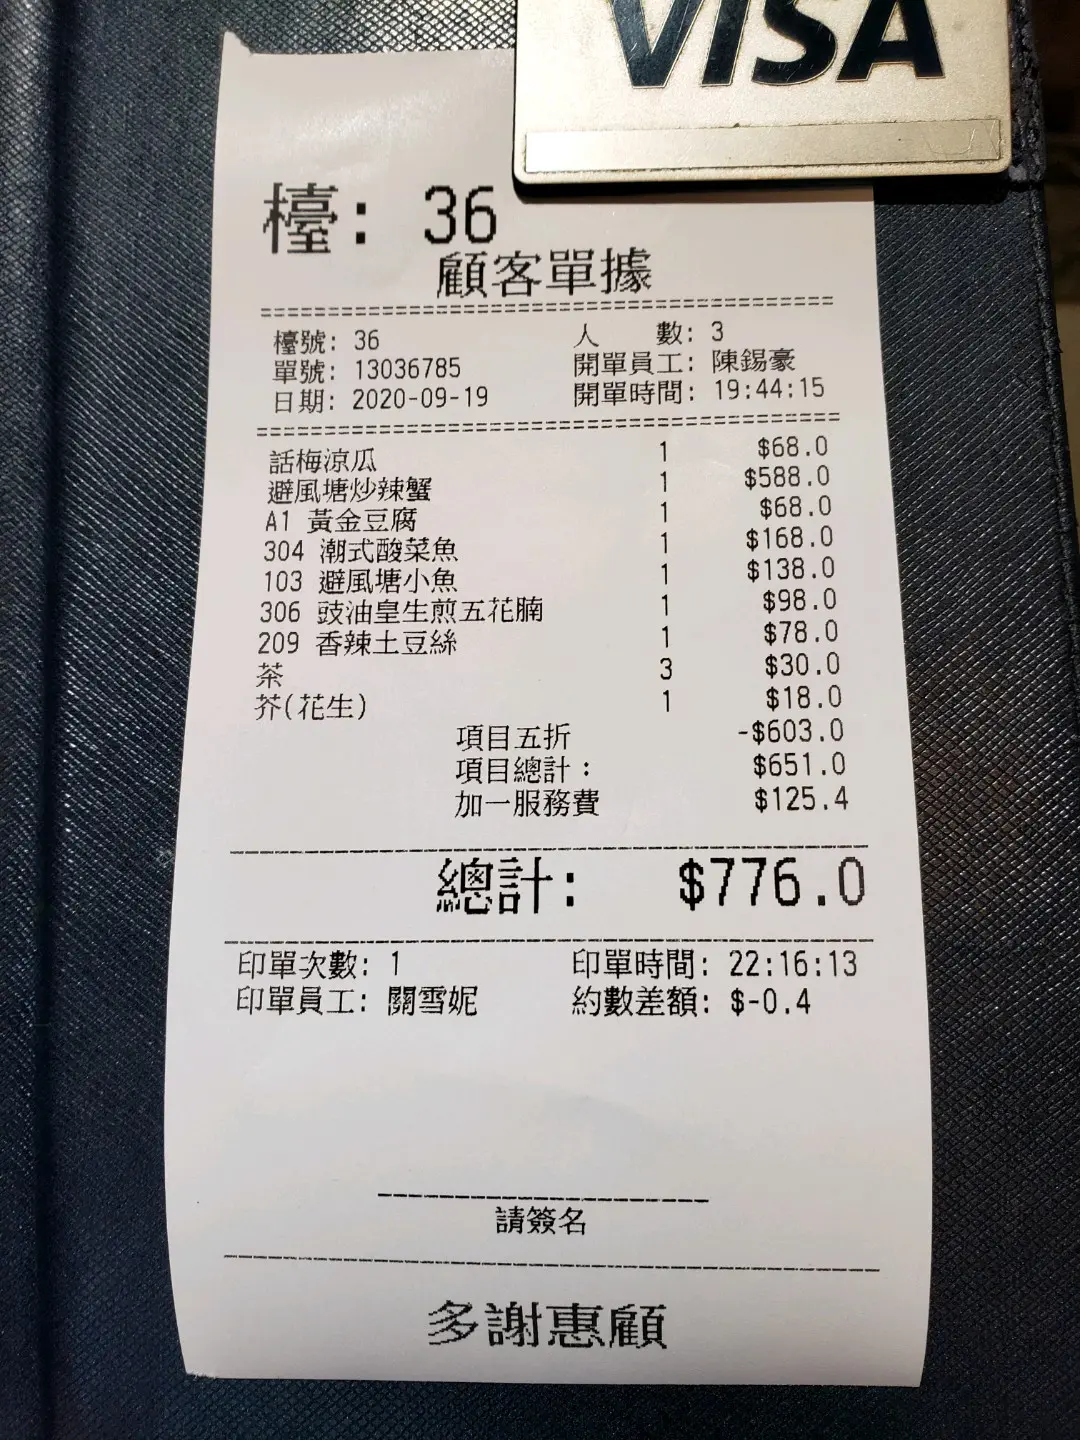 VISA
檯: 36
顧客單據
檯號: 36 人 數: 3
單號: 13036785 開單員工: 陳錫豪
日期: 2020-09-19 開單時間: 19:44:15
話梅涼瓜 1 $68.0
避風塘炒辣蟹 1 $588.0
A1 黃金豆腐 1 $68.0
304 潮式酸菜魚 1 $168.0
103 避風塘小魚 1 $138.0
306 豉油皇生煎五花腩 1 $98.0
209 香辣土豆絲 1 $78.0
茶 3 $30.0
芥(花生) 1 $18.0
項目五折 -$603.0
項目總計: $651.0
加一服務費 $125.4
總計: $776.0
印單次數: 1 印單時間: 22:16:13
印單員工: 關雪妮 約數差額: $-0.4
請簽名
多謝惠顧